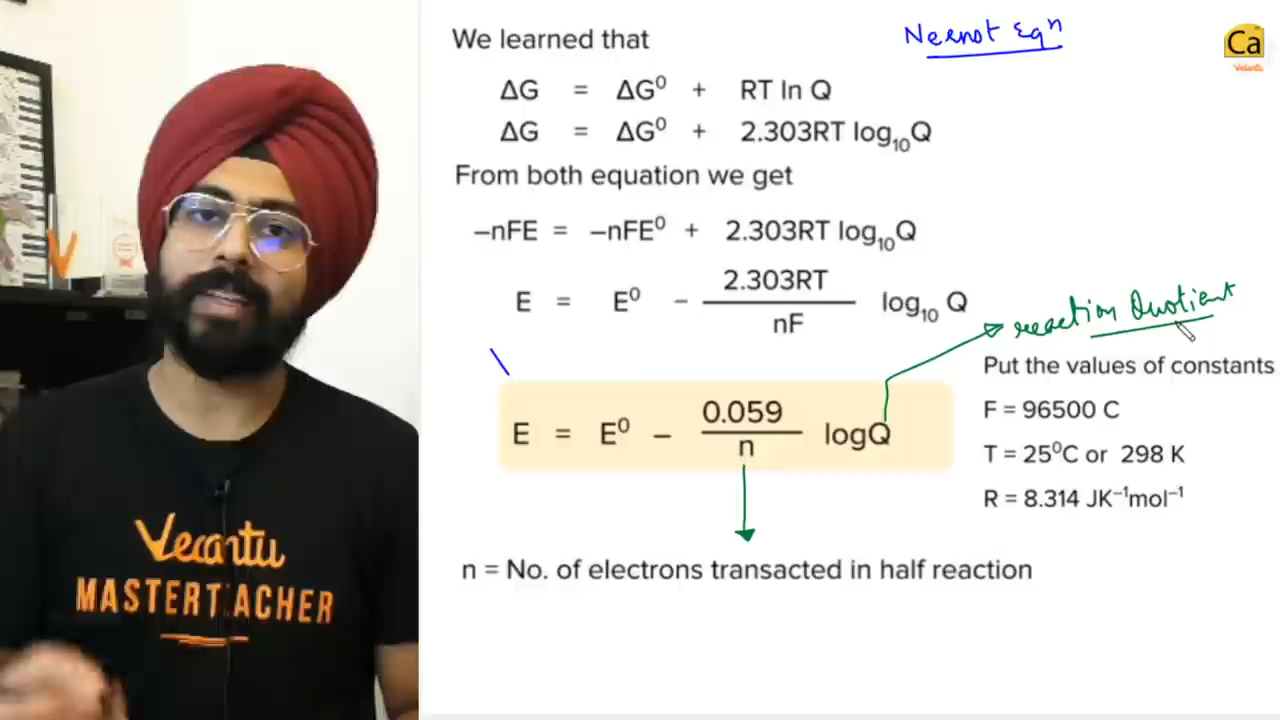 We learned that
Nernst Eqⁿ
Ca
Vedantu
ΔG = ΔG⁰ + RT ln Q
ΔG = ΔG⁰ + 2.303RT log₁₀Q
From both equation we get
–nFE = –nFE⁰ + 2.303RT log₁₀Q
E = E⁰ - 2.303RT / nF log₁₀ Q
reaction Quotient
Put the values of constants
E = E⁰ – 0.059 / n logQ
F = 96500 C
T = 25⁰C or 298 K
R = 8.314 JK⁻¹mol⁻¹
n = No. of electrons transacted in half reaction
Vedantu
MASTERTEACHER